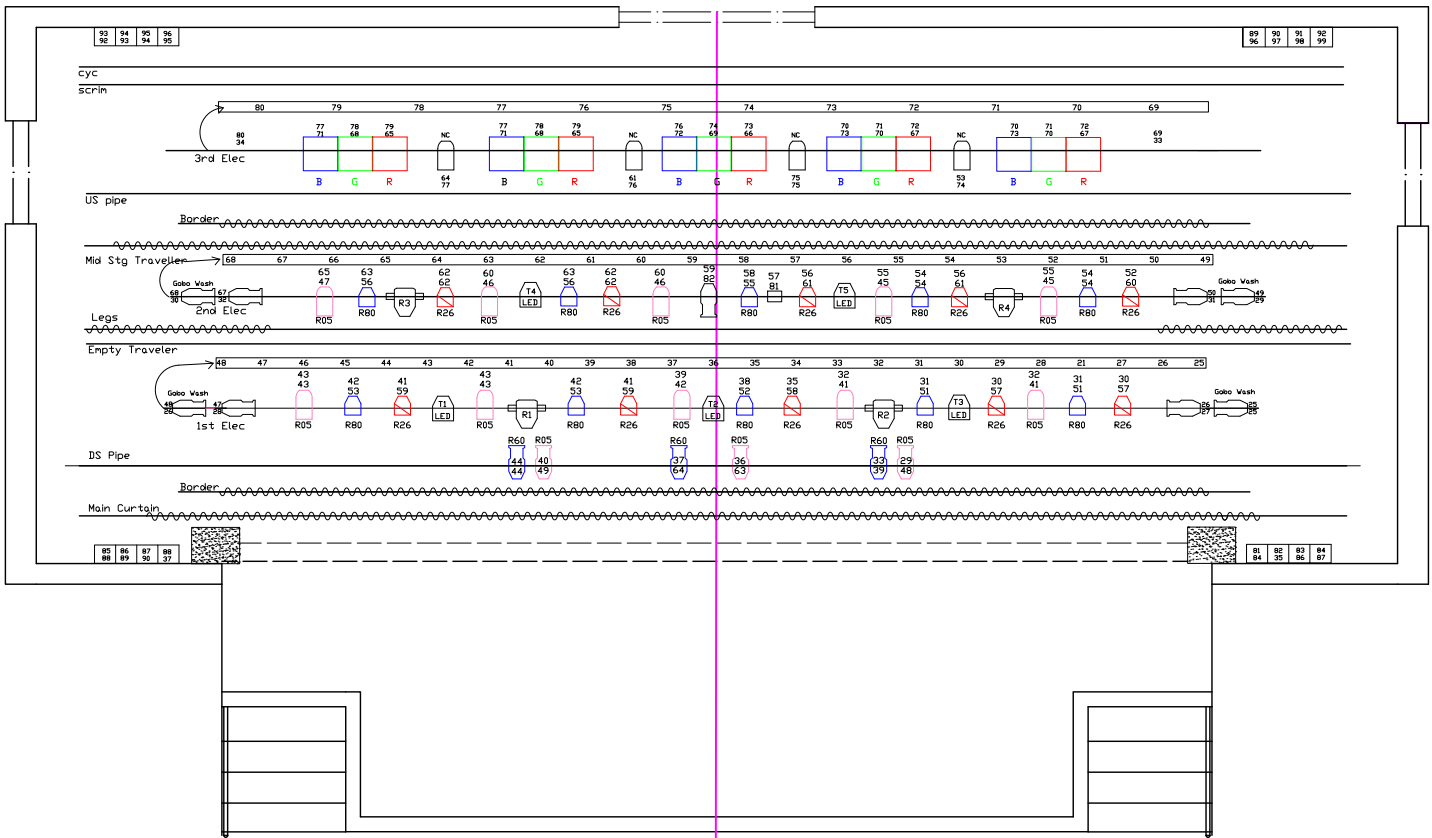 93 94 95 96
92 93 94 95
89 90 91 92
96 97 98 99
cyc
scrim
80 79 78 77 76 75 74 73 72 71 70 69
80 77 78 79 NC 77 78 79 NC 76 74 73 NC 70 71 72 NC 70 71 72 69
34 71 68 65 71 68 65 72 69 66 73 70 67 73 70 67 33
3rd Elec
B G R 64 B G R 61 B G R 75 B G R 53 B G R
77 76 75 74
US pipe
Border
Mid Stg Traveller
68 67 66 65 64 63 62 61 60 59 58 57 56 55 54 53 52 51 50 49
65 63 62 60 63 62 60 59 58 57 56 55 54 56 55 54 52
47 56 62 46 56 62 46 82 55 81 61 45 54 61 45 54 60
Gobo Wash Gobo Wash
68 67 R3 T4 T5 R4 50 49
30 32 LED LED 31 29
2nd Elec
R05 R80 R26 R05 R80 R26 R05 R80 R26 R05 R80 R26 R05 R80 R26
Legs
Empty Traveler
48 47 46 45 44 43 42 41 40 39 38 37 36 35 34 33 32 31 30 29 28 21 27 26 25
43 42 41 43 42 41 39 38 35 32 31 30 32 31 30
43 53 59 43 53 59 42 52 58 41 51 57 41 51 57
Gobo Wash Gobo Wash
48 47 T1 R1 T2 R2 T3 26 25
26 28 LED LED LED 27 25
1st Elec
R05 R80 R26 R05 R80 R26 R05 R80 R26 R05 R80 R26 R05 R80 R26
R60 R05 R60 R05 R60 R05
DS Pipe
44 40 37 36 33 29
44 49 64 63 39 48
Border
Main Curtain
85 86 87 88
88 89 90 37
81 82 83 84
84 35 86 87